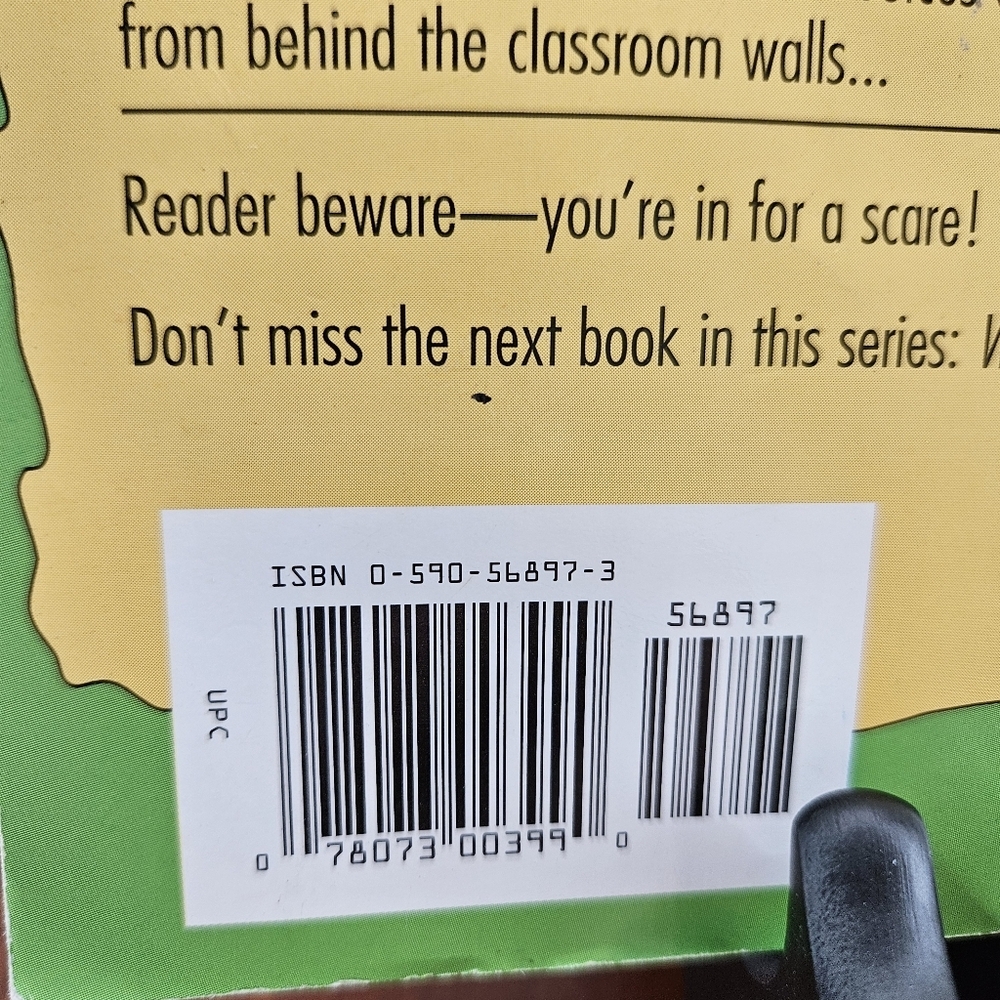 from behind the classroom walls...
Reader beware—you're in for a scare!
Don't miss the next book in this series:
ISBN 0-590-56897-3
56897
UPC
0 78073 00399 0